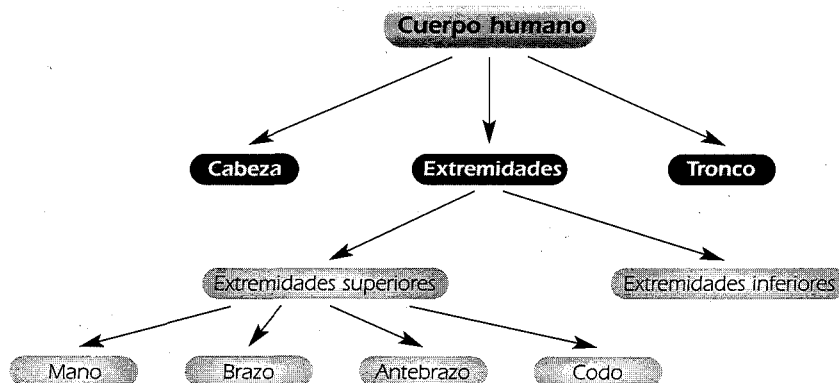 Cuerpo humano
Cabeza
Extremidades
Tronco
Extremidades superiores
Extremidades inferiores
Mano
Brazo
Antebrazo
Codo